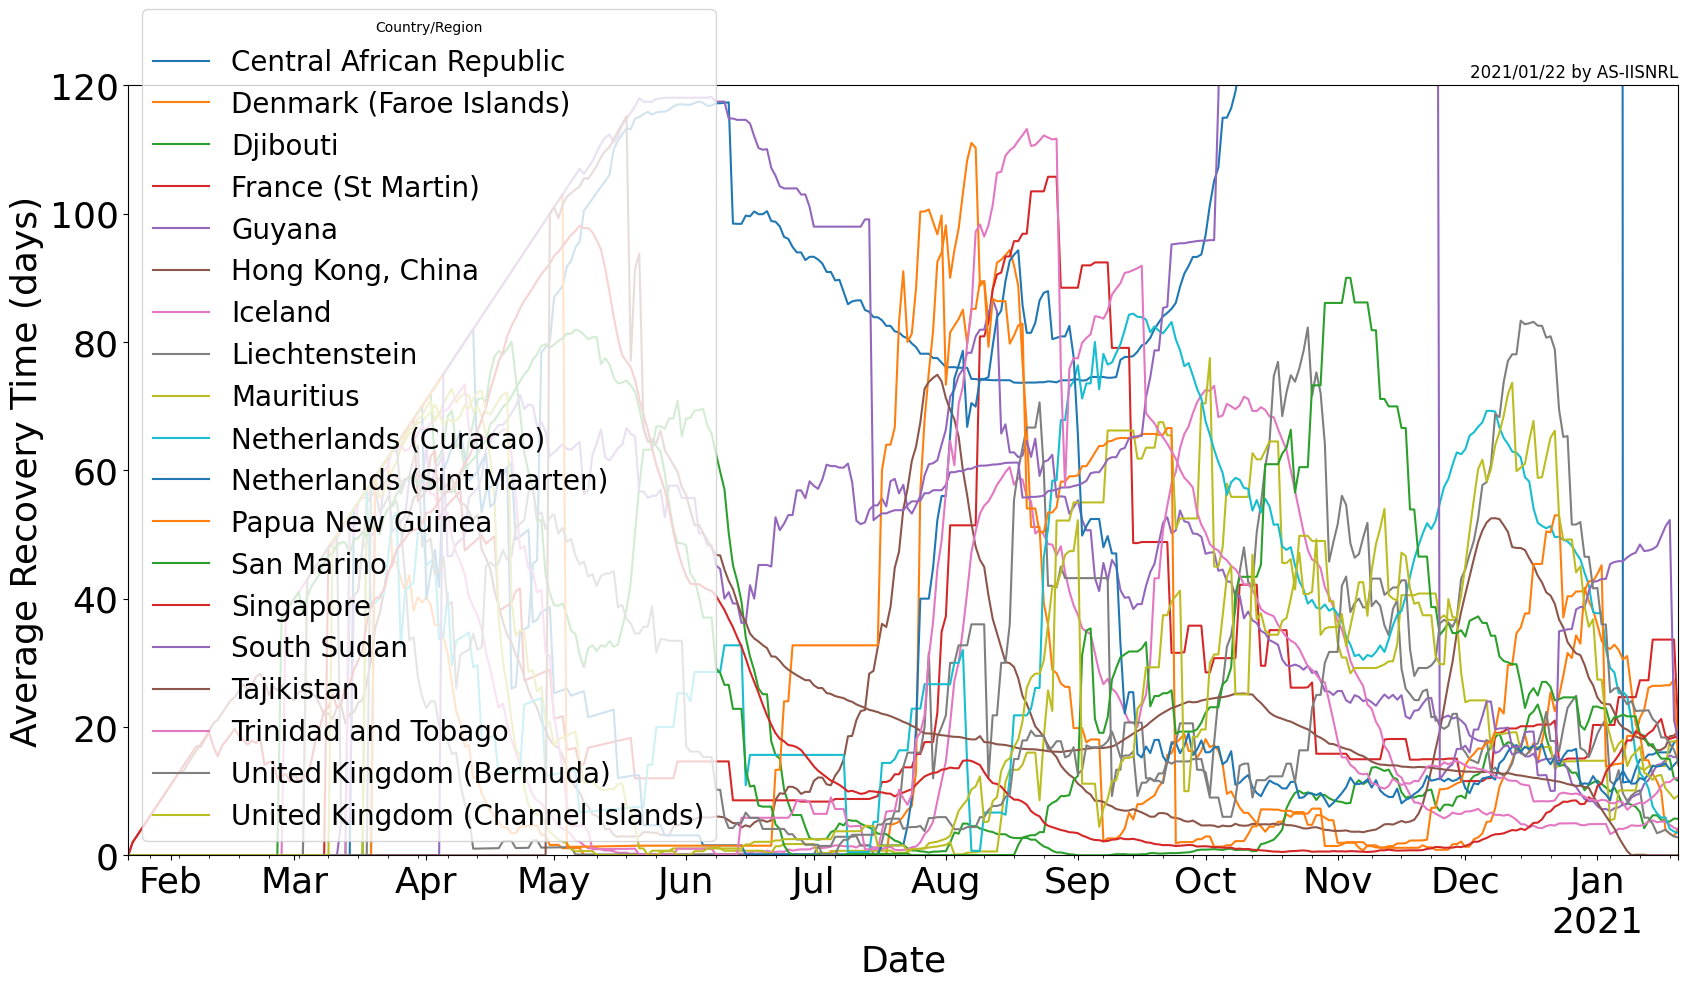 Country/Region
Central African Republic
Denmark (Faroe Islands)
Djibouti
France (St Martin)
Guyana
Hong Kong, China
Iceland
Liechtenstein
Mauritius
Netherlands (Curacao)
Netherlands (Sint Maarten)
Papua New Guinea
San Marino
Singapore
South Sudan
Tajikistan
Trinidad and Tobago
United Kingdom (Bermuda)
United Kingdom (Channel Islands)
2021/01/22 by AS-IISNRL
Average Recovery Time (days)
120
100
80
60
40
20
0
Feb Mar Apr May Jun Jul Aug Sep Oct Nov Dec Jan
2021
Date